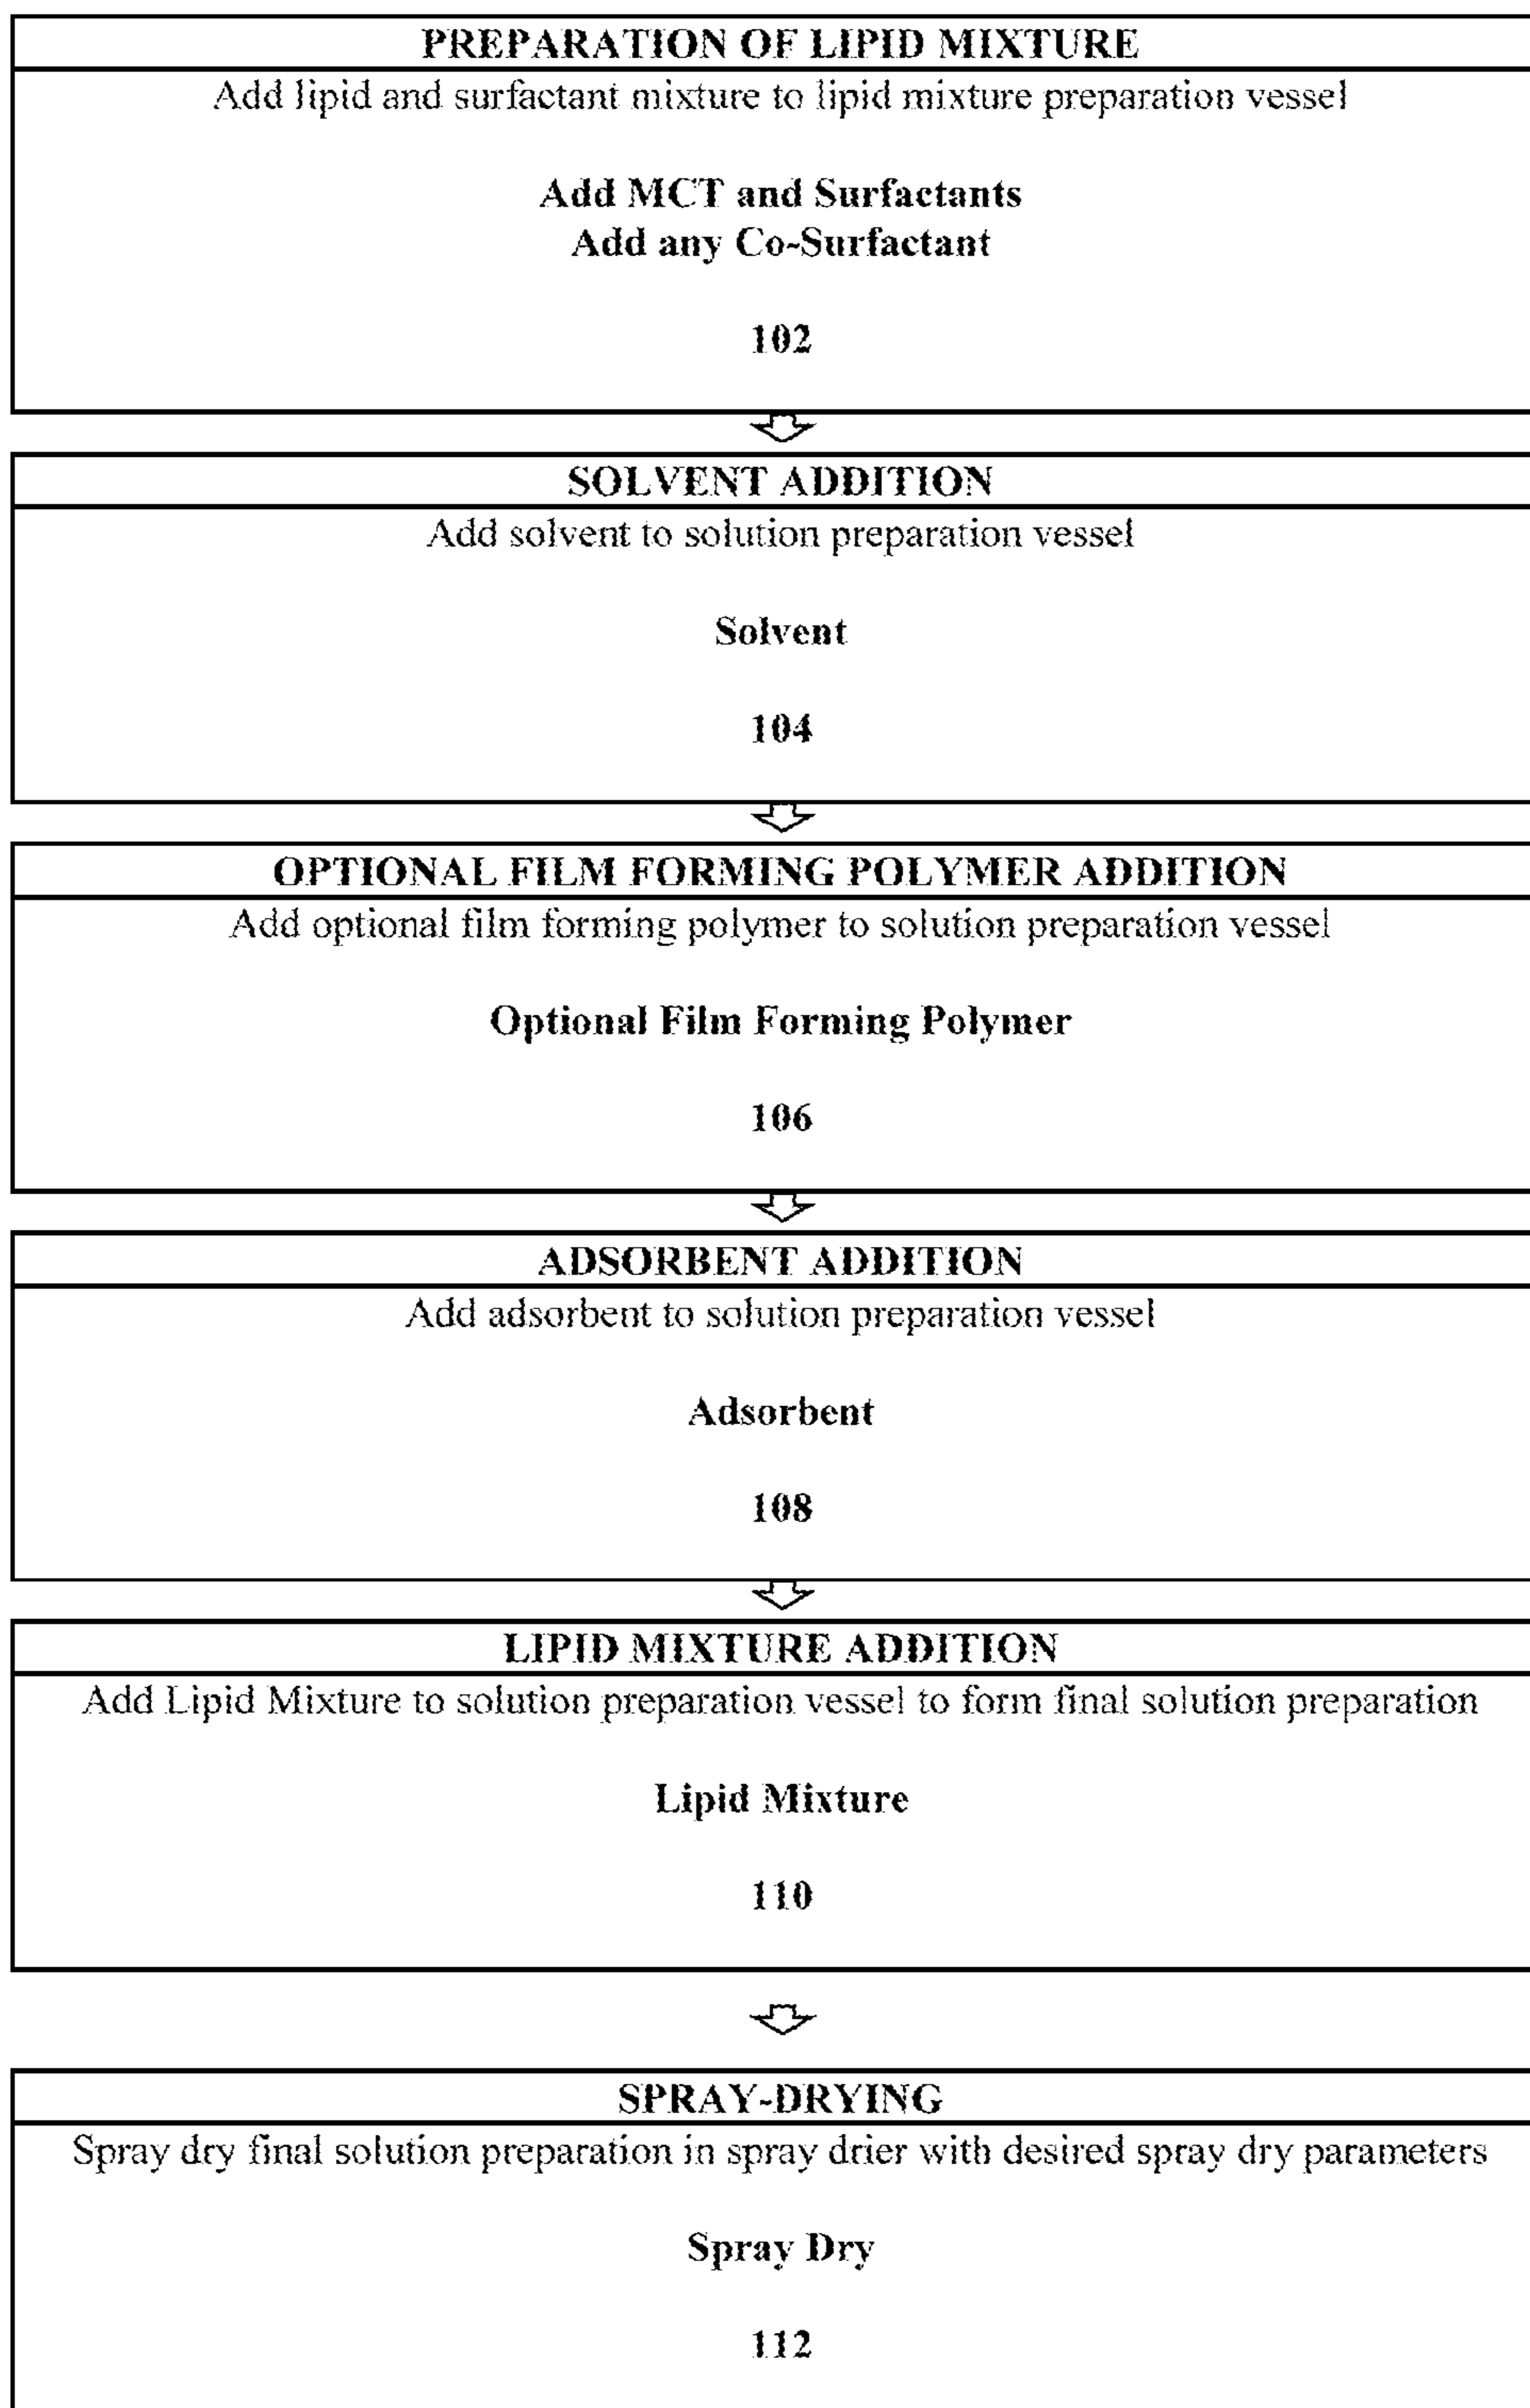 PREPARATION OF LIPID MIXTURE
Add lipid and surfactant mixture to lipid mixture preparation vessel
Add MCT and Surfactants
Add any Co-Surfactant
102
SOLVENT ADDITION
Add solvent to solution preparation vessel
Solvent
104
OPTIONAL FILM FORMING POLYMER ADDITION
Add optional film forming polymer to solution preparation vessel
Optional Film Forming Polymer
106
ADSORBENT ADDITION
Add adsorbent to solution preparation vessel
Adsorbent
108
LIPID MIXTURE ADDITION
Add Lipid Mixture to solution preparation vessel to form final solution preparation
Lipid Mixture
110
SPRAY-DRYING
Spray dry final solution preparation in spray drier with desired spray dry parameters
Spray Dry
112